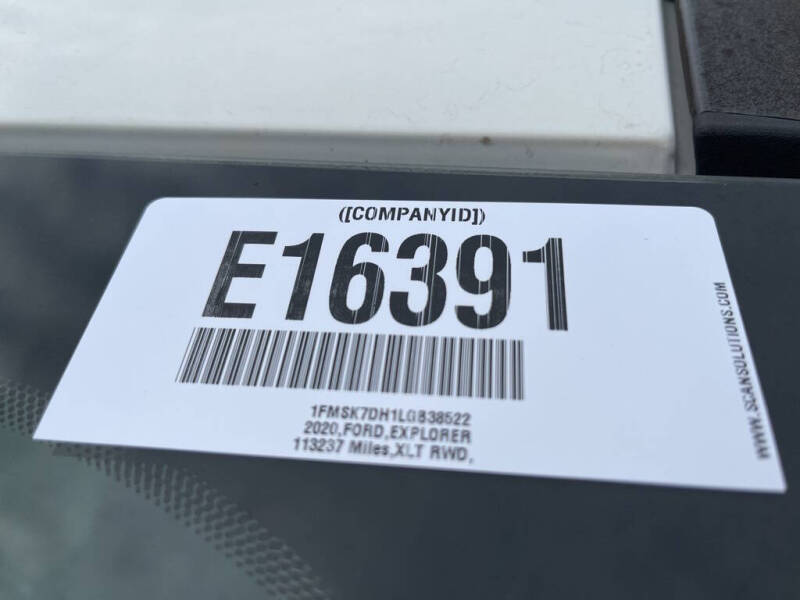 ([COMPANYID])
E16391
1FMSK7DH1LGB38522
2020,FORD,EXPLORER
113237 Miles,XLT RWD,
WWW.SCANSOLUTIONS.COM